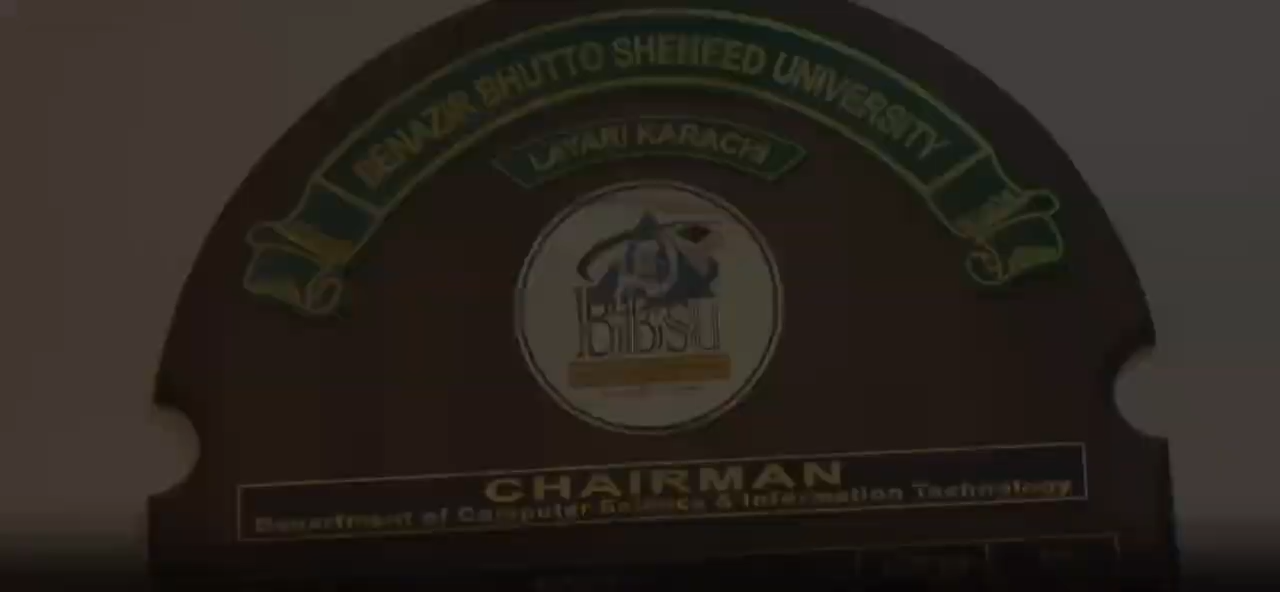 BENAZIR BHUTTO SHEHEED UNIVERSITY
LAYARI KARACHI
BBSU
CHAIRMAN
Department of Computer Science & Information Technology